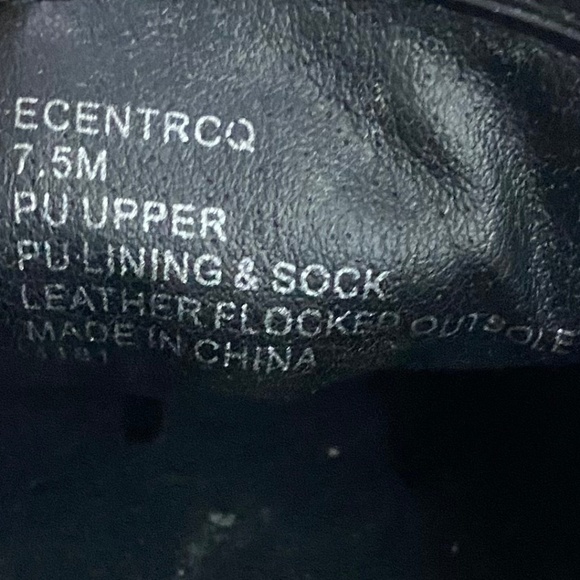 ECENTRCQ
7.5M
PU UPPER
PU LINING & SOCK
LEATHER FLOCKED OUTSOLE
MADE IN CHINA